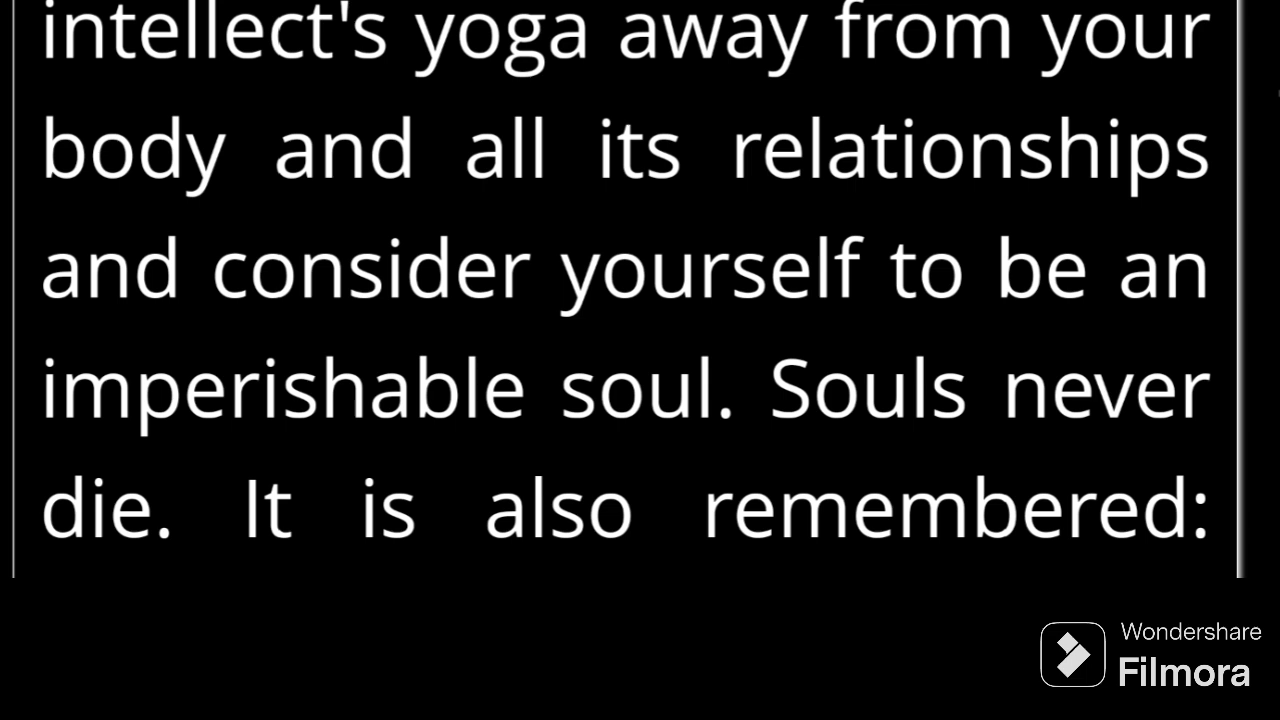 intellect's yoga away from your
body and all its relationships
and consider yourself to be an
imperishable soul. Souls never
die. It is also remembered:
Wondershare
Filmora